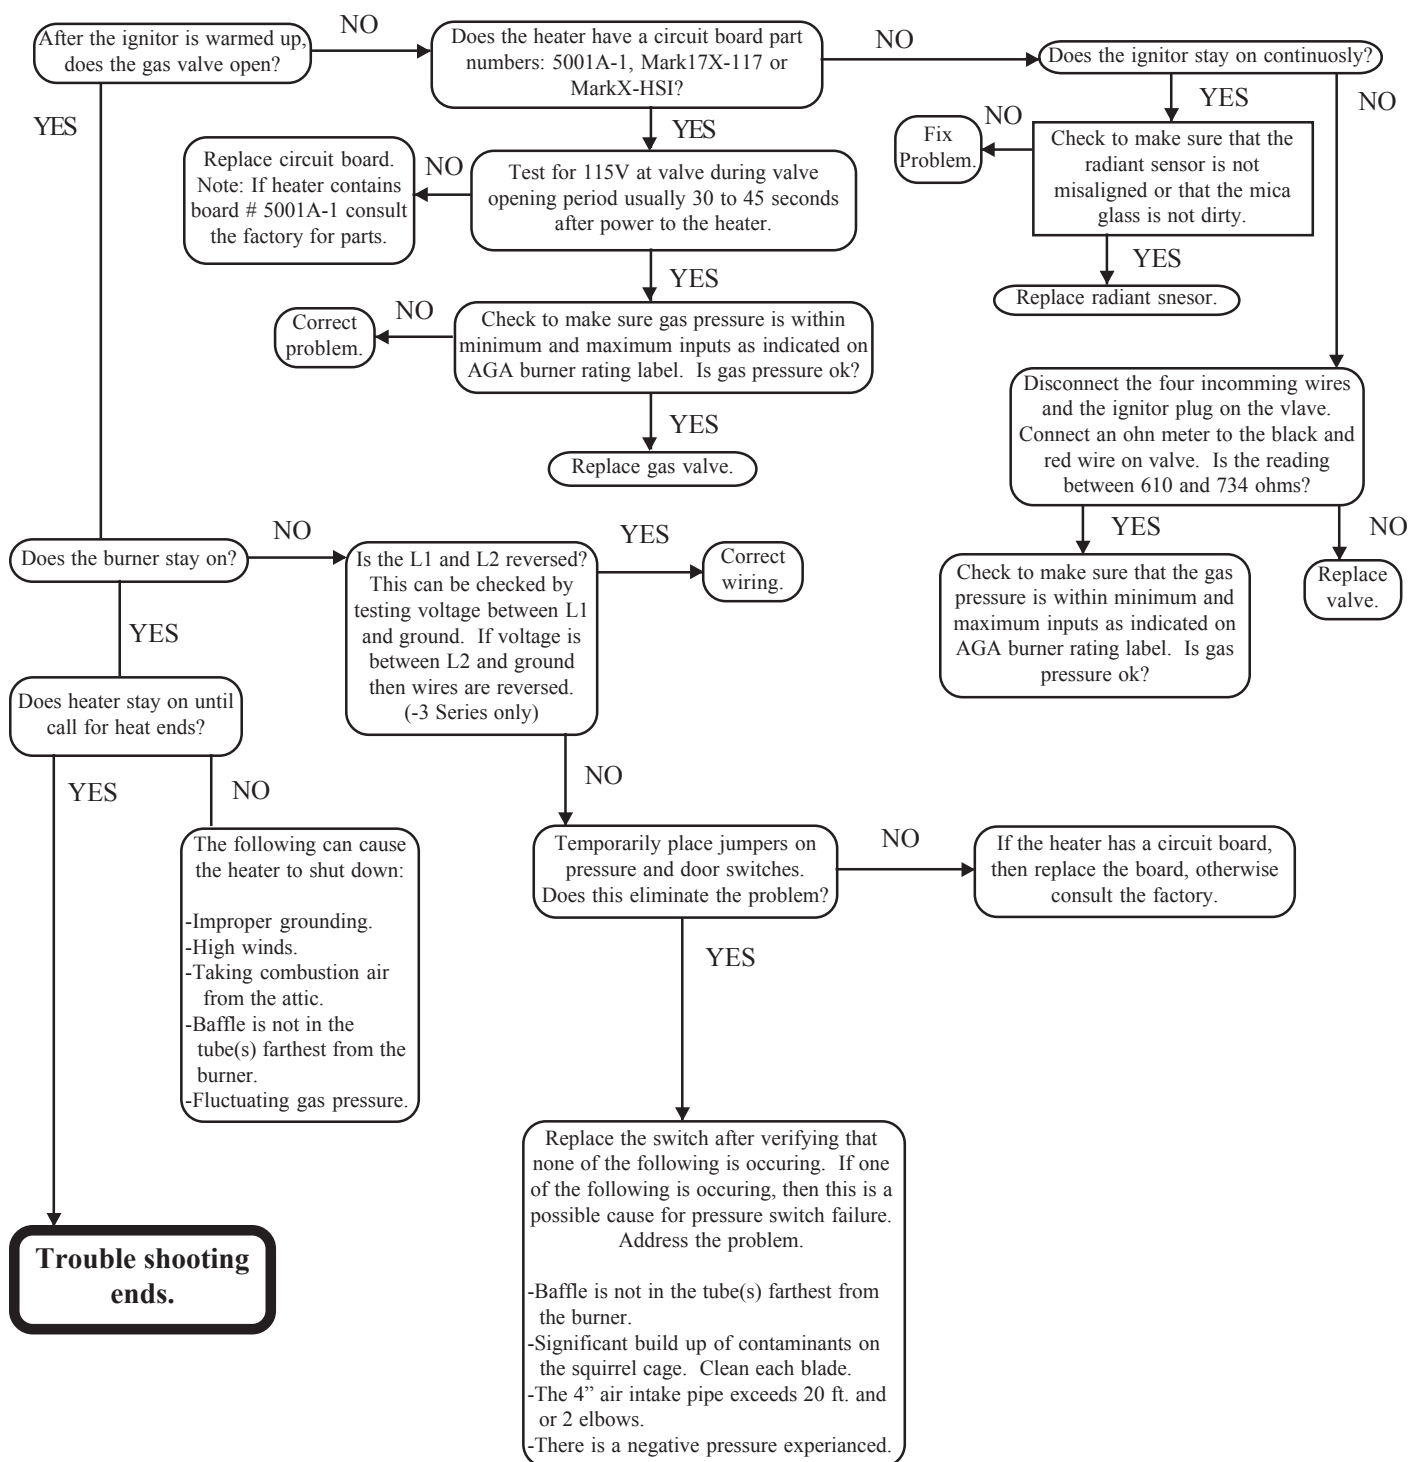 After the ignitor is warmed up,
does the gas valve open?
NO
Does the heater have a circuit board part
numbers: 5001A-1, Mark17X-117 or
MarkX-HSI?
NO
Does the ignitor stay on continuosly?
YES
YES
YES
NO
Replace circuit board.
Note: If heater contains
board # 5001A-1 consult
the factory for parts.
NO
Test for 115V at valve during valve
opening period usually 30 to 45 seconds
after power to the heater.
Fix
Problem.
NO
Check to make sure that the
radiant sensor is not
misaligned or that the mica
glass is not dirty.
YES
YES
Replace radiant snesor.
Correct
problem.
NO
Check to make sure gas pressure is within
minimum and maximum inputs as indicated on
AGA burner rating label. Is gas pressure ok?
YES
Replace gas valve.
Disconnect the four incomming wires
and the ignitor plug on the vlave.
Connect an ohn meter to the black and
red wire on valve. Is the reading
between 610 and 734 ohms?
YES
NO
Check to make sure that the gas
pressure is within minimum and
maximum inputs as indicated on
AGA burner rating label. Is gas
pressure ok?
Replace
valve.
Does the burner stay on?
NO
Is the L1 and L2 reversed?
This can be checked by
testing voltage between L1
and ground. If voltage is
between L2 and ground
then wires are reversed.
(-3 Series only)
YES
Correct
wiring.
YES
Does heater stay on until
call for heat ends?
YES
NO
NO
The following can cause
the heater to shut down:
-Improper grounding.
-High winds.
-Taking combustion air
from the attic.
-Baffle is not in the
tube(s) farthest from the
burner.
-Fluctuating gas pressure.
Temporarily place jumpers on
pressure and door switches.
Does this eliminate the problem?
NO
If the heater has a circuit board,
then replace the board, otherwise
consult the factory.
YES
Replace the switch after verifying that
none of the following is occuring. If one
of the following is occuring, then this is a
possible cause for pressure switch failure.
Address the problem.
-Baffle is not in the tube(s) farthest from
the burner.
-Significant build up of contaminants on
the squirrel cage. Clean each blade.
-The 4” air intake pipe exceeds 20 ft. and
or 2 elbows.
-There is a negative pressure experianced.
Trouble shooting
ends.